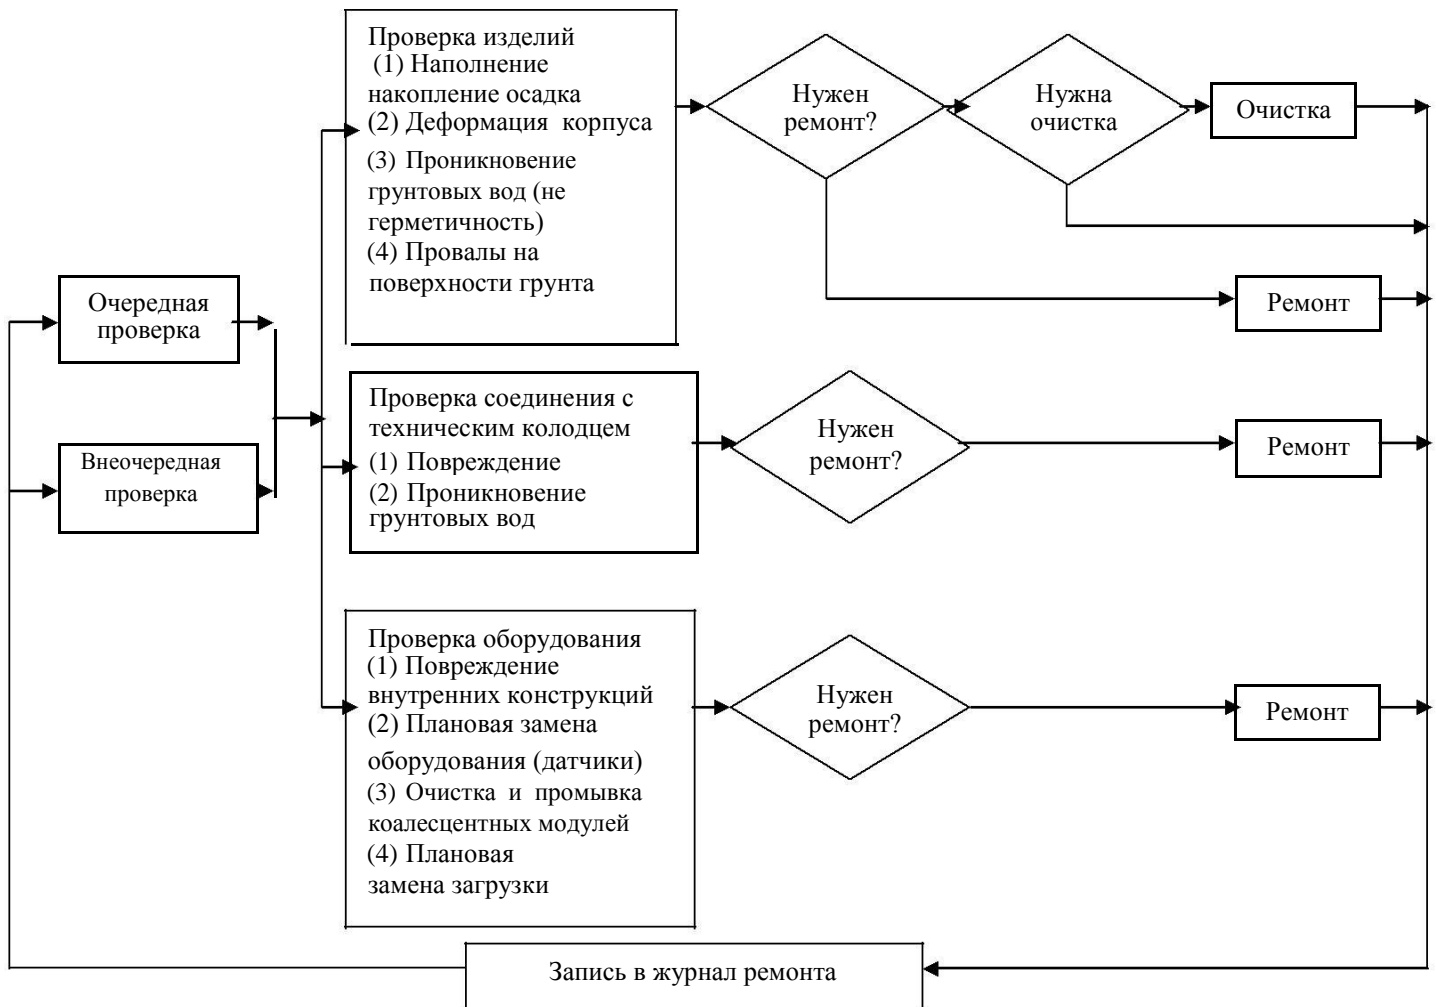 Проверка изделий
(1) Наполнение
накопление осадка
(2) Деформация корпуса
(3) Проникновение
грунтовых вод (не
герметичность)
(4) Провалы на
поверхности грунта
Нужен
ремонт?
Нужна
очистка
Очистка
Ремонт
Очередная
проверка
Внеочередная
проверка
Проверка соединения с
техническим колодцем
(1) Повреждение
(2) Проникновение
грунтовых вод
Нужен
ремонт?
Ремонт
Проверка оборудования
(1) Повреждение
внутренних конструкций
(2) Плановая замена
оборудования (датчики)
(3) Очистка и промывка
коалесцентных модулей
(4) Плановая
замена загрузки
Нужен
ремонт?
Ремонт
Запись в журнал ремонта